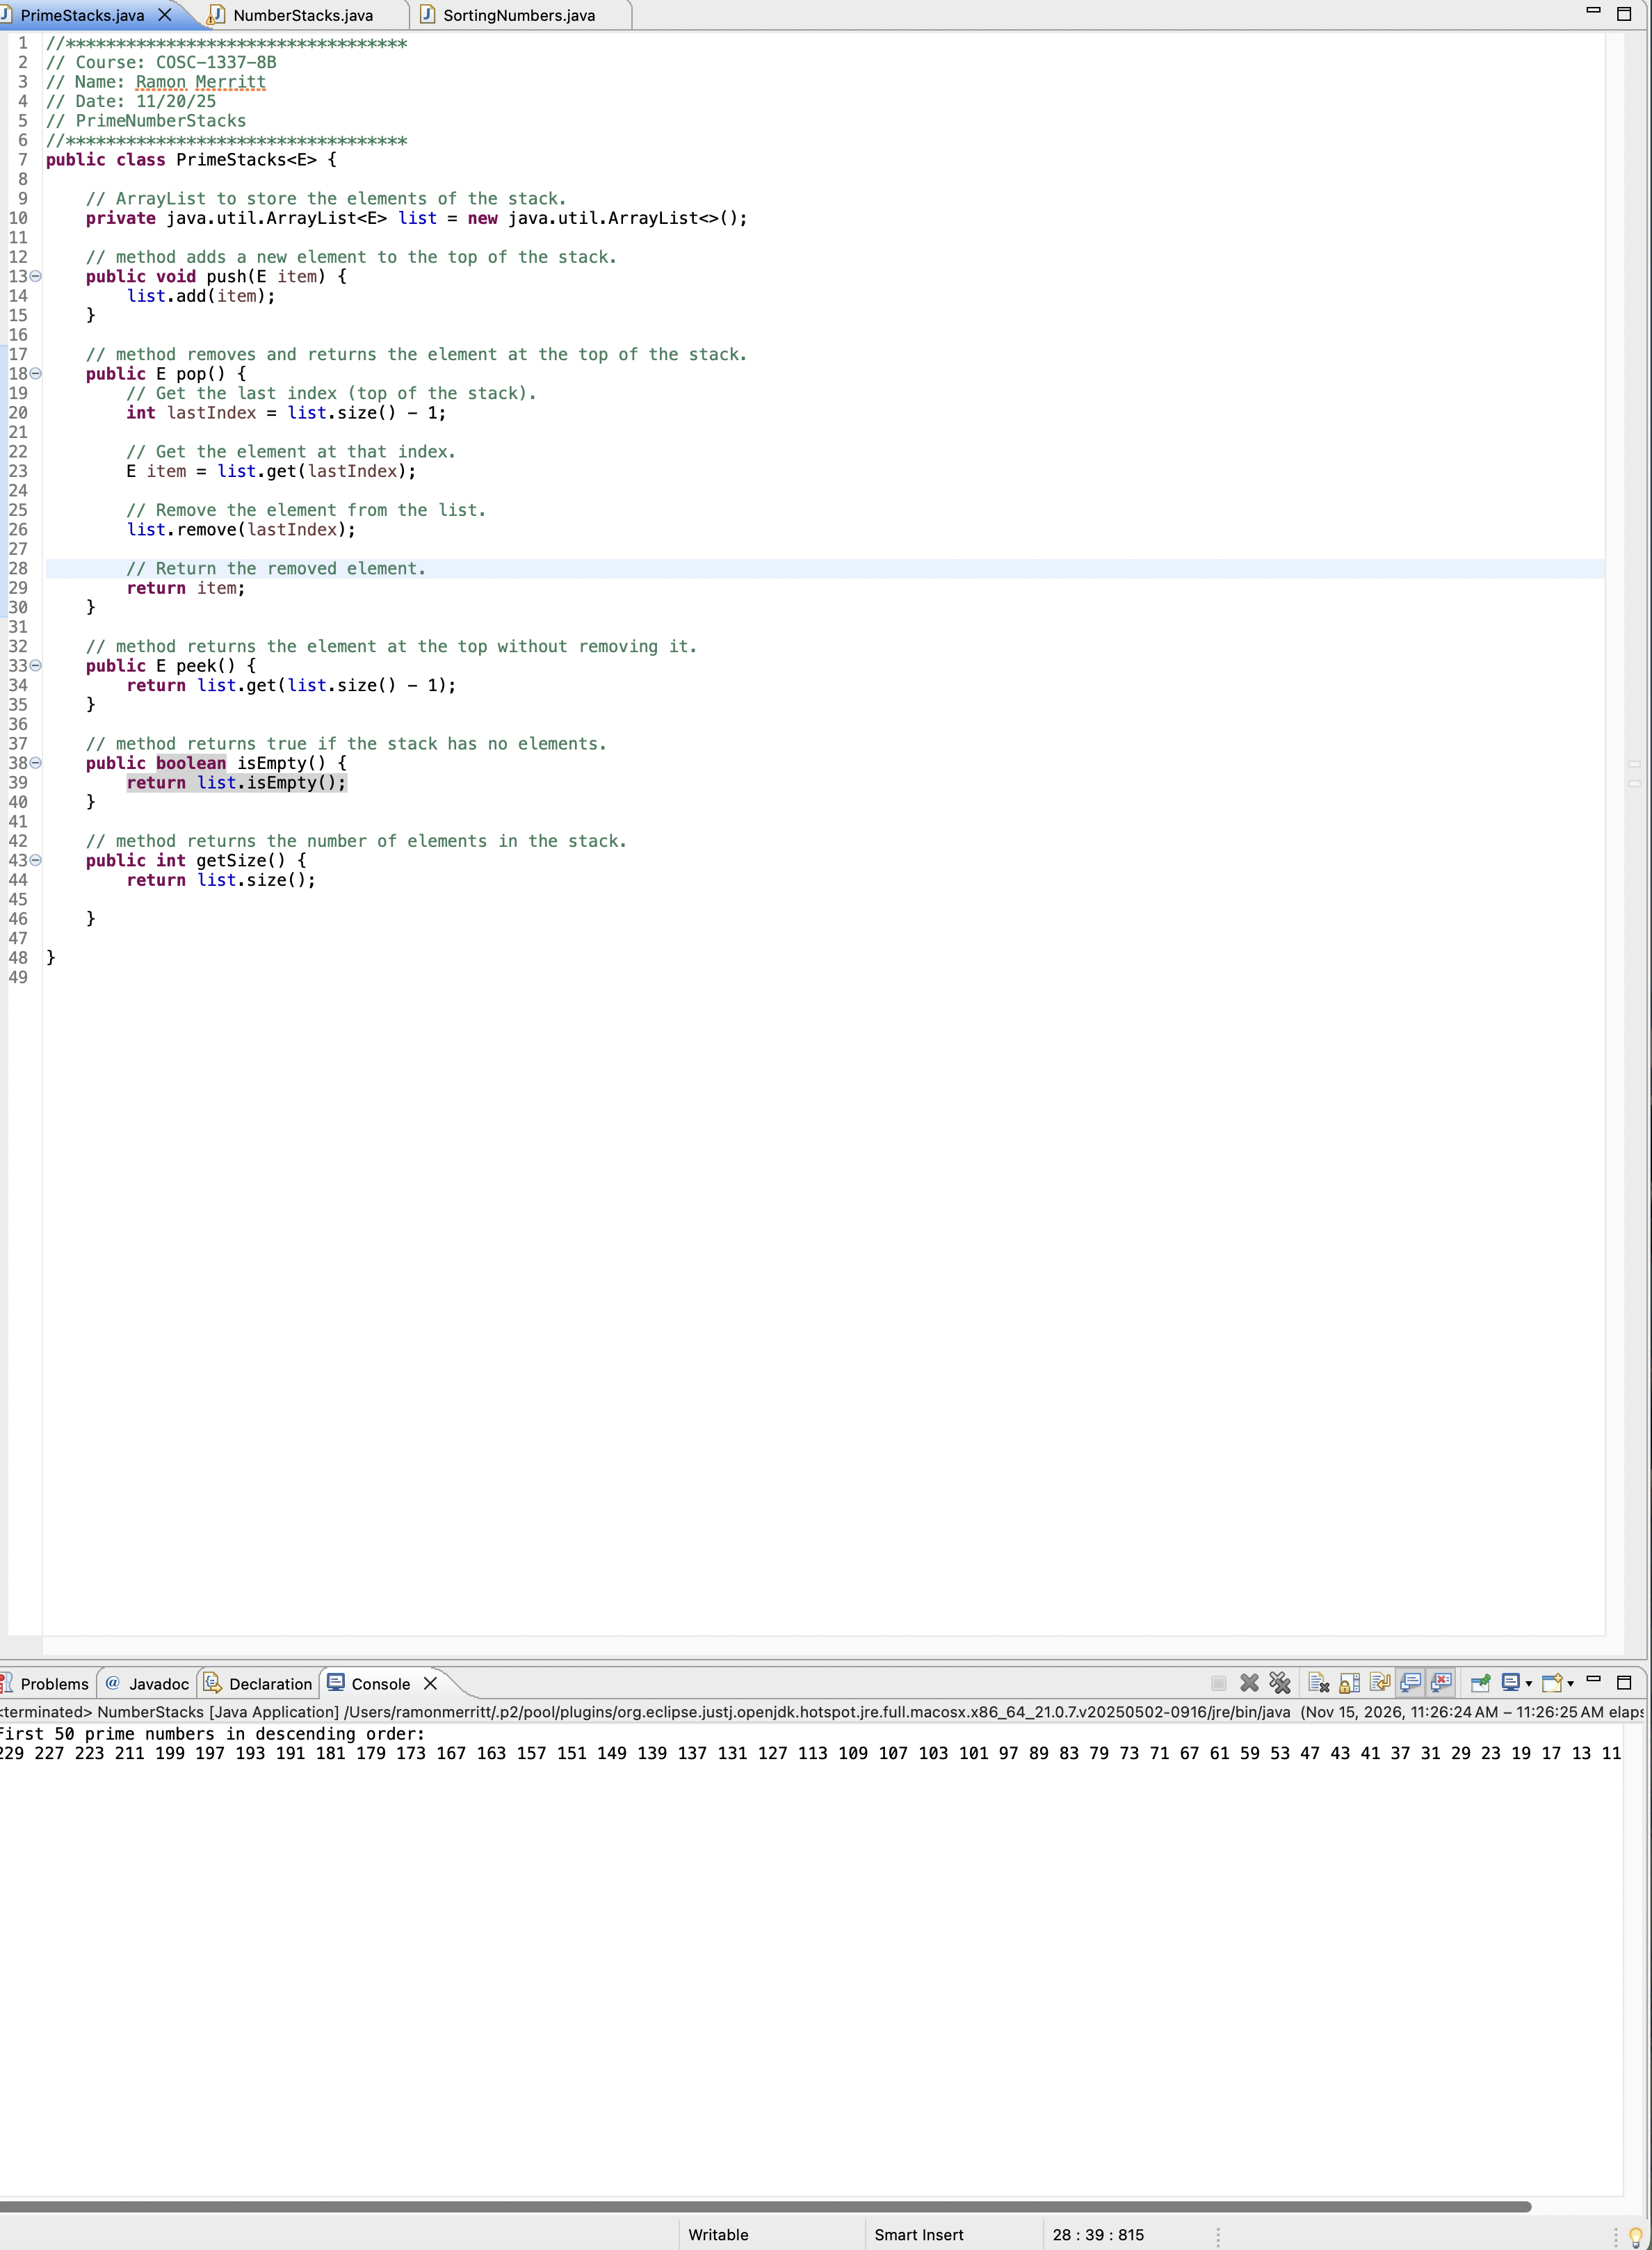 PrimeStacks.java NumberStacks.java SortingNumbers.java
1 //**********************************
2 // Course: COSC-1337-8B
3 // Name: Ramon Merritt
4 // Date: 11/20/25
5 // PrimeNumberStacks
6 //**********************************
7 public class PrimeStacks<E> {
8
9 // ArrayList to store the elements of the stack.
10 private java.util.ArrayList<E> list = new java.util.ArrayList<>();
11
12 // method adds a new element to the top of the stack.
13 public void push(E item) {
14 list.add(item);
15 }
16
17 // method removes and returns the element at the top of the stack.
18 public E pop() {
19 // Get the last index (top of the stack).
20 int lastIndex = list.size() - 1;
21
22 // Get the element at that index.
23 E item = list.get(lastIndex);
24
25 // Remove the element from the list.
26 list.remove(lastIndex);
27
28 // Return the removed element.
29 return item;
30 }
31
32 // method returns the element at the top without removing it.
33 public E peek() {
34 return list.get(list.size() - 1);
35 }
36
37 // method returns true if the stack has no elements.
38 public boolean isEmpty() {
39 return list.isEmpty();
40 }
41
42 // method returns the number of elements in the stack.
43 public int getSize() {
44 return list.size();
45
46 }
47
48 }
49
Problems @ Javadoc Declaration Console
<terminated> NumberStacks [Java Application] /Users/ramonmerritt/.p2/pool/plugins/org.eclipse.justj.openjdk.hotspot.jre.full.macosx.x86_64_21.0.7.v20250502-0916/jre/bin/java (Nov 15, 2026, 11:26:24 AM – 11:26:25 AM elaps
First 50 prime numbers in descending order:
229 227 223 211 199 197 193 191 181 179 173 167 163 157 151 149 139 137 131 127 113 109 107 103 101 97 89 83 79 73 71 67 61 59 53 47 43 41 37 31 29 23 19 17 13 11
Writable Smart Insert 28 : 39 : 815